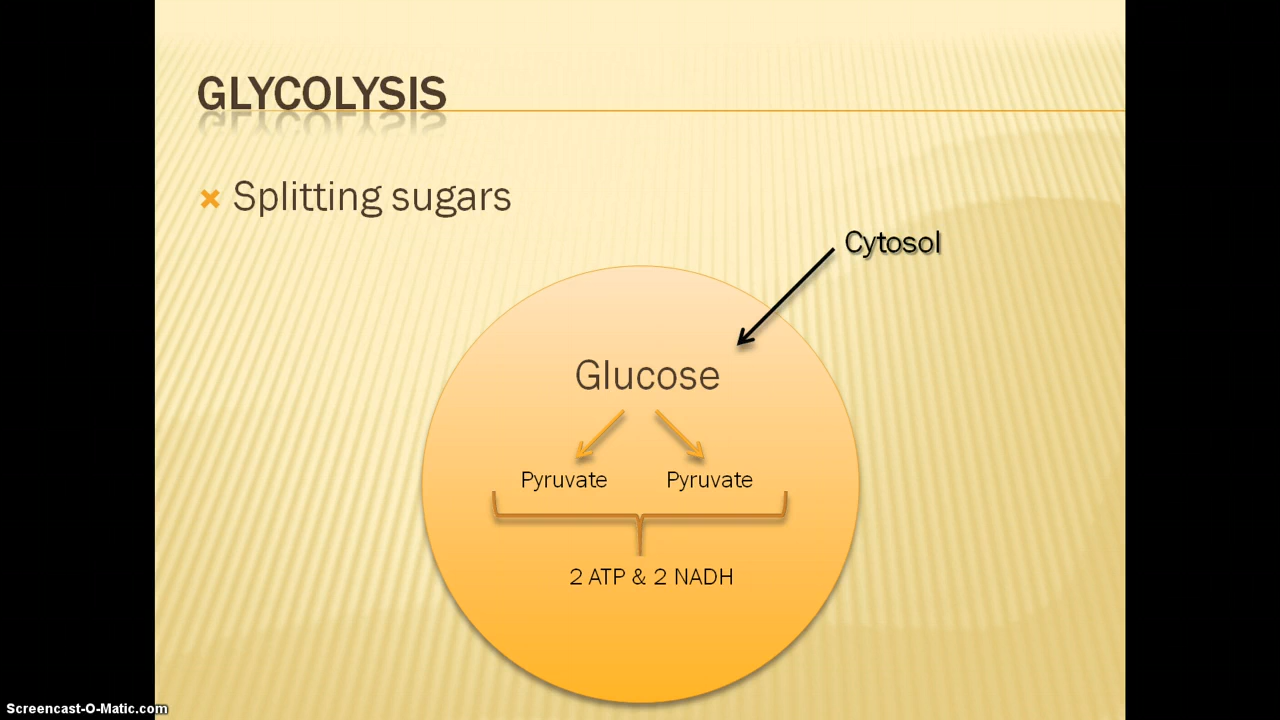 GLYCOLYSIS
Splitting sugars
Cytosol
Glucose
Pyruvate Pyruvate
2 ATP & 2 NADH
Screencast-O-Matic.com